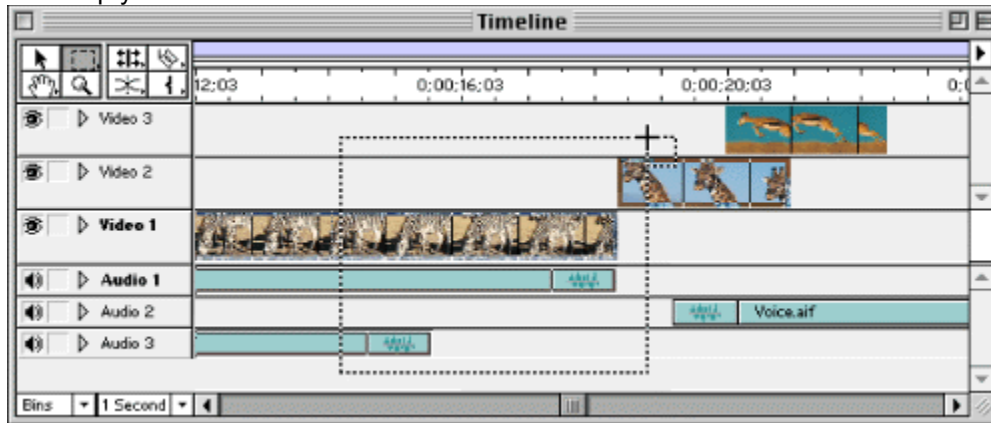 Timeline
12;03 0;00;16;03 0;00;20;03 0;
Video 3
Video 2
Video 1
Audio 1
Audio 2 Voice.aif
Audio 3
Bins 1 Second